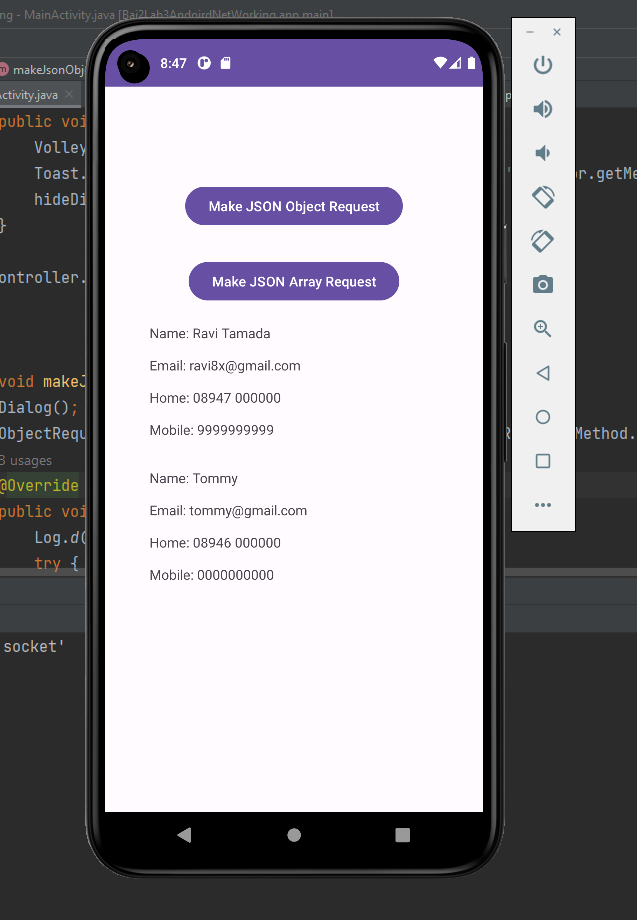 ng - MainActivity.java [Bai2Lab3AndoirdNetWorking.app.main]
m makeJsonObj
Activity.java
public voi
Volley
Toast.
or.getMe
hideDi
}
ontroller.
void makeJ
Dialog();
ObjectRequ
Method.
3 usages
@Override
public voi
Log.d(
try {
socket'
8:47
Make JSON Object Request
Make JSON Array Request
Name: Ravi Tamada
Email: ravi8x@gmail.com
Home: 08947 000000
Mobile: 9999999999
Name: Tommy
Email: tommy@gmail.com
Home: 08946 000000
Mobile: 0000000000